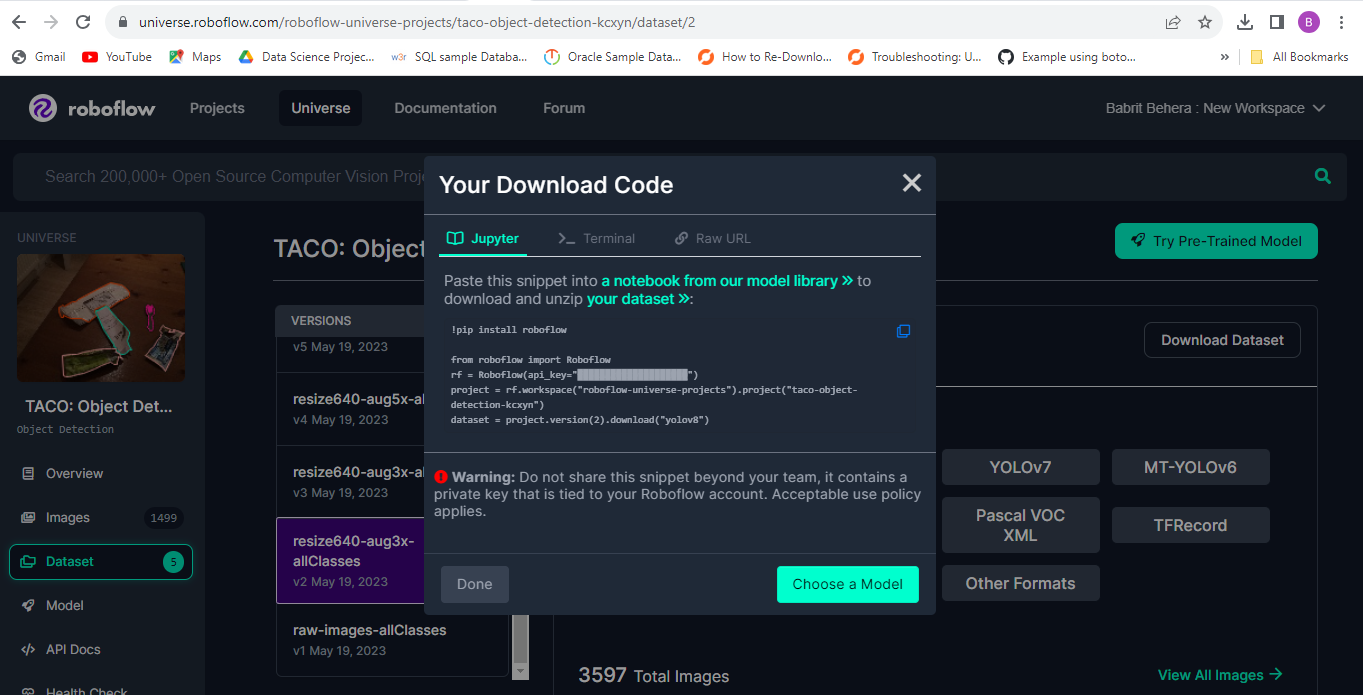 universe.roboflow.com/roboflow-universe-projects/taco-object-detection-kcxyn/dataset/2
B
Gmail YouTube Maps Data Science Projec... w3r SQL sample Databa... Oracle Sample Data... How to Re-Downlo... Troubleshooting: U... Example using boto... » All Bookmarks
roboflow Projects Universe Documentation Forum Babrit Behera : New Workspace
Search 200,000+ Open Source Computer Vision Proje
UNIVERSE
TACO: Object Det...
Object Detection
Overview
Images 1499
Dataset 5
Model
API Docs
Health Check
TACO: Object
Try Pre-Trained Model
VERSIONS
v5 May 19, 2023
resize640-aug5x-al
v4 May 19, 2023
resize640-aug3x-al
v3 May 19, 2023
resize640-aug3x-
allClasses
v2 May 19, 2023
raw-images-allClasses
v1 May 19, 2023
Your Download Code
Jupyter Terminal Raw URL
Paste this snippet into a notebook from our model library » to
download and unzip your dataset »:
!pip install roboflow
from roboflow import Roboflow
rf = Roboflow(api_key="████████████████████")
project = rf.workspace("roboflow-universe-projects").project("taco-object-
detection-kcxyn")
dataset = project.version(2).download("yolov8")
Warning: Do not share this snippet beyond your team, it contains a
private key that is tied to your Roboflow account. Acceptable use policy
applies.
Done Choose a Model
Download Dataset
YOLOv7 MT-YOLOv6
Pascal VOC
XML
TFRecord
Other Formats
3597 Total Images
View All Images →